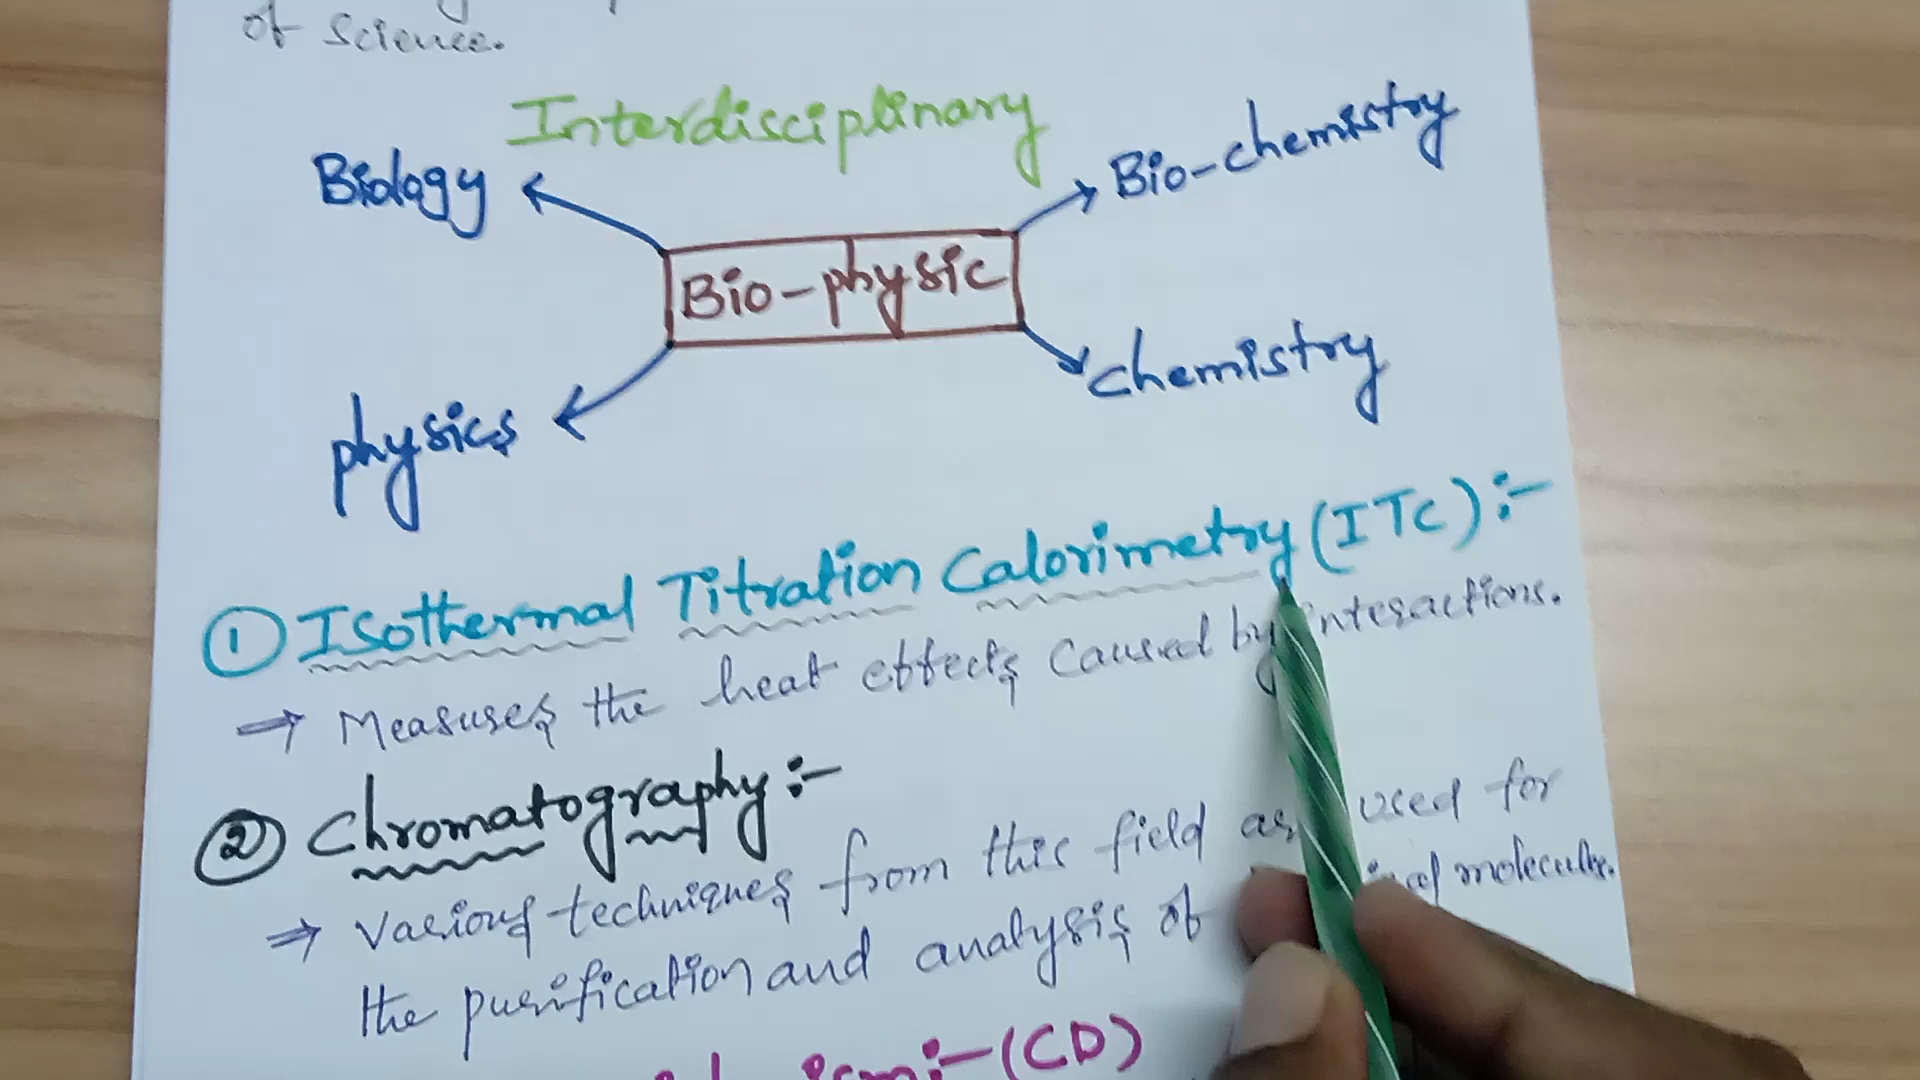 of Science.
Interdisciplinary
Biology
Bio-chemistry
Bio-physic
physics
chemistry
① Isothermal Titration Calorimetry (ITC):-
⇒ Measures the heat effects caused by interactions.
② Chromatography:-
⇒ Various techniques from this field used for
the purification and analysis of molecules.
:-(CD)